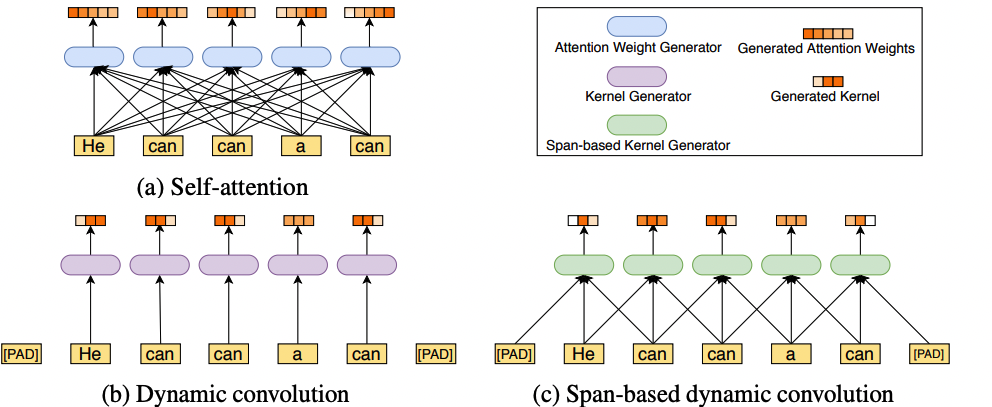 He can can a can
(a) Self-attention
Attention Weight Generator
Generated Attention Weights
Kernel Generator
Generated Kernel
Span-based Kernel Generator
[PAD] He can can a can [PAD]
(b) Dynamic convolution
[PAD] He can can a can [PAD]
(c) Span-based dynamic convolution